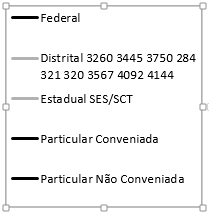 Federal
Distrital 3260 3445 3750 284
321 320 3567 4092 4144
Estadual SES/SCT
Particular Conveniada
Particular Não Conveniada